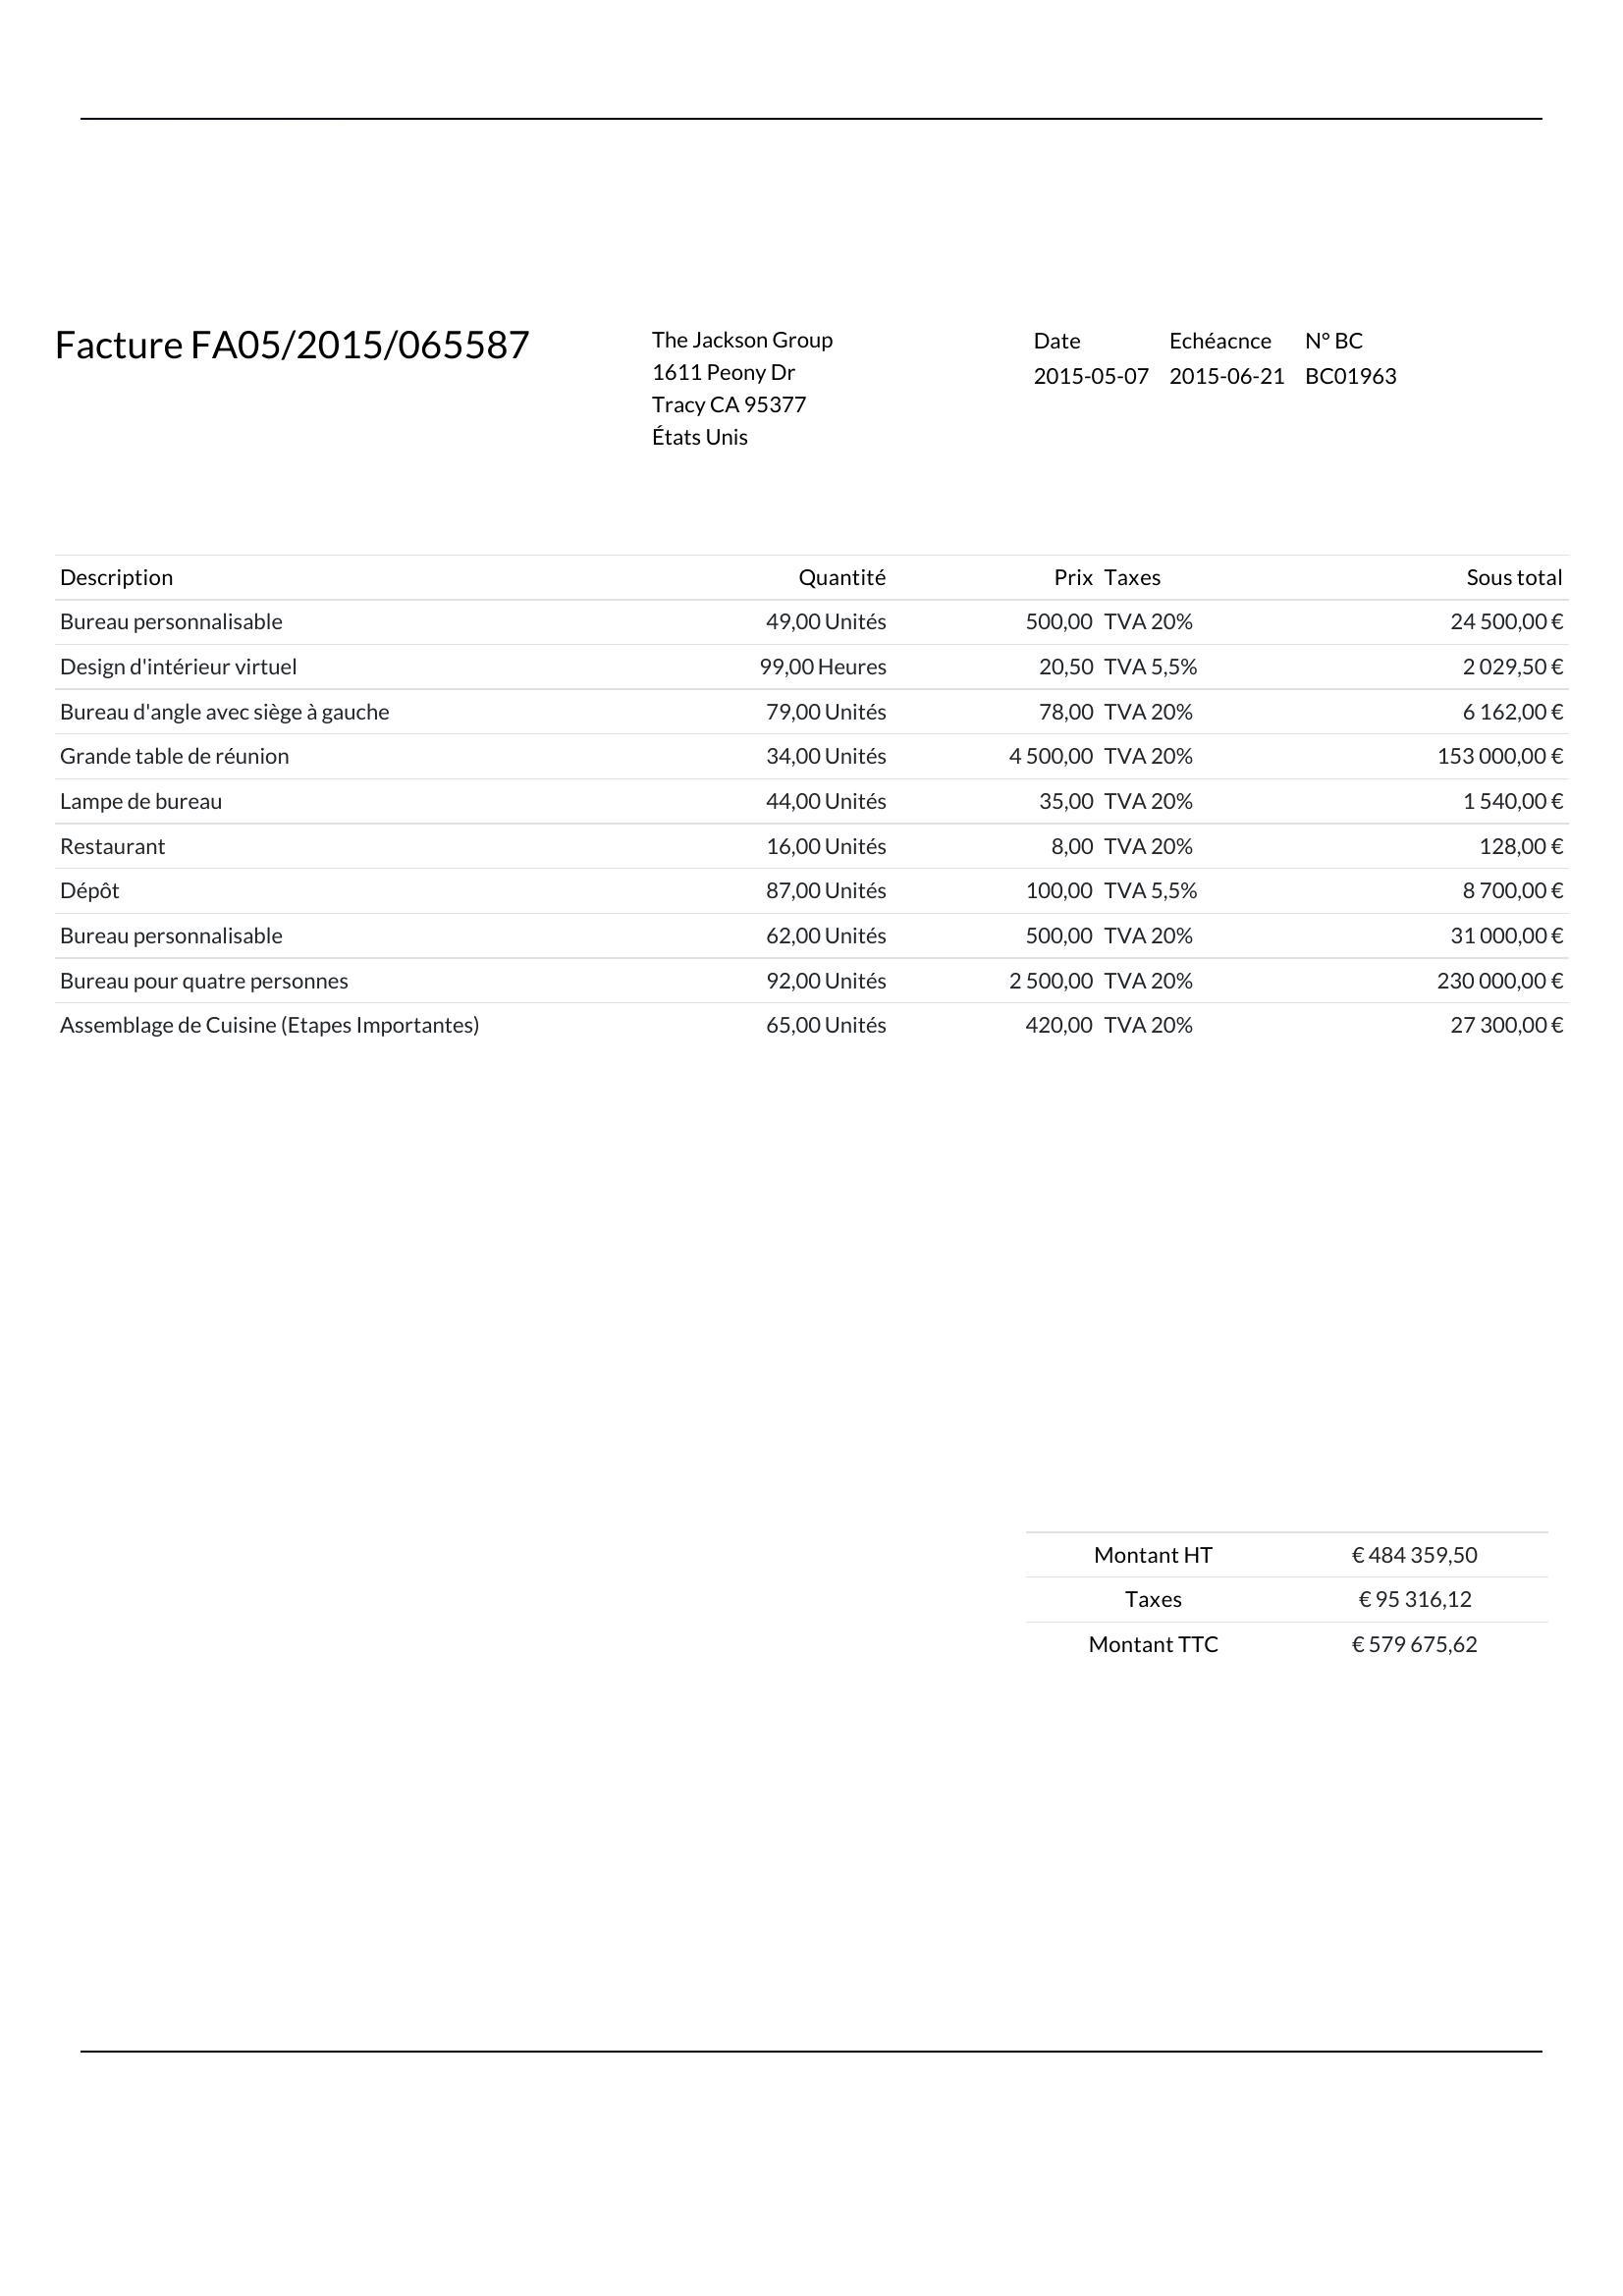 Facture FA05/2015/065587
The Jackson Group
1611 Peony Dr
Tracy CA 95377
États Unis
Date Echéacnce N° BC
2015-05-07 2015-06-21 BC01963
Description Quantité Prix Taxes Sous total
Bureau personnalisable 49,00 Unités 500,00 TVA 20% 24 500,00 €
Design d'intérieur virtuel 99,00 Heures 20,50 TVA 5,5% 2 029,50 €
Bureau d'angle avec siège à gauche 79,00 Unités 78,00 TVA 20% 6 162,00 €
Grande table de réunion 34,00 Unités 4 500,00 TVA 20% 153 000,00 €
Lampe de bureau 44,00 Unités 35,00 TVA 20% 1 540,00 €
Restaurant 16,00 Unités 8,00 TVA 20% 128,00 €
Dépôt 87,00 Unités 100,00 TVA 5,5% 8 700,00 €
Bureau personnalisable 62,00 Unités 500,00 TVA 20% 31 000,00 €
Bureau pour quatre personnes 92,00 Unités 2 500,00 TVA 20% 230 000,00 €
Assemblage de Cuisine (Etapes Importantes) 65,00 Unités 420,00 TVA 20% 27 300,00 €
Montant HT € 484 359,50
Taxes € 95 316,12
Montant TTC € 579 675,62